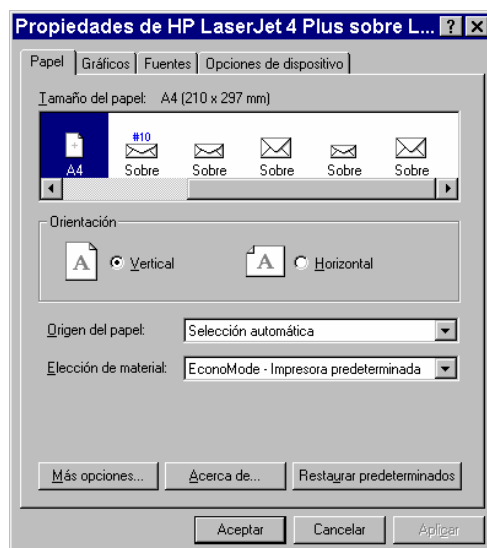 Propiedades de HP LaserJet 4 Plus sobre L...
Papel Gráficos Fuentes Opciones de dispositivo
Tamaño del papel: A4 (210 x 297 mm)
#10
A4 Sobre Sobre Sobre Sobre Sobre
Orientación
A Vertical A Horizontal
Origen del papel: Selección automática
Elección de material: EconoMode - Impresora predeterminada
Más opciones... Acerca de... Restaurar predeterminados
Aceptar Cancelar Aplicar